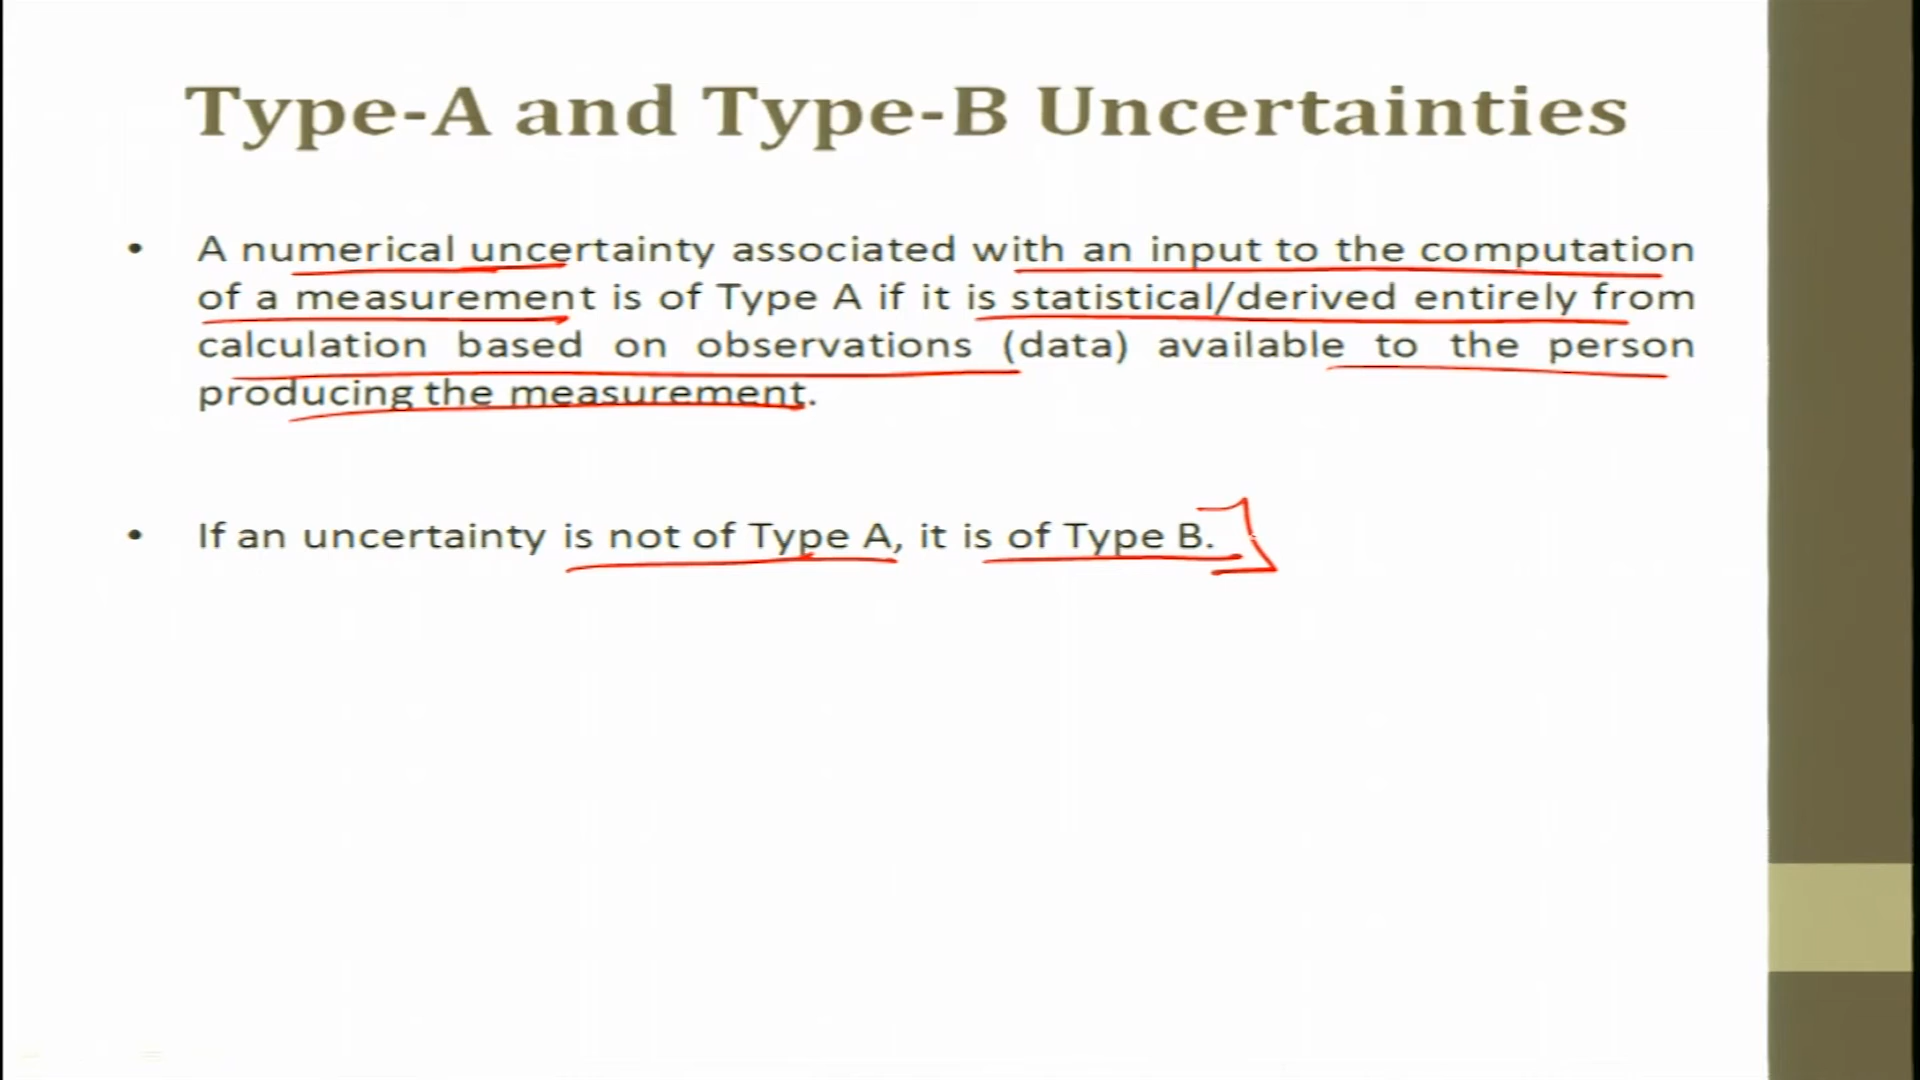 Type-A and Type-B Uncertainties
• A numerical uncertainty associated with an input to the computation
of a measurement is of Type A if it is statistical/derived entirely from
calculation based on observations (data) available to the person
producing the measurement.
• If an uncertainty is not of Type A, it is of Type B.